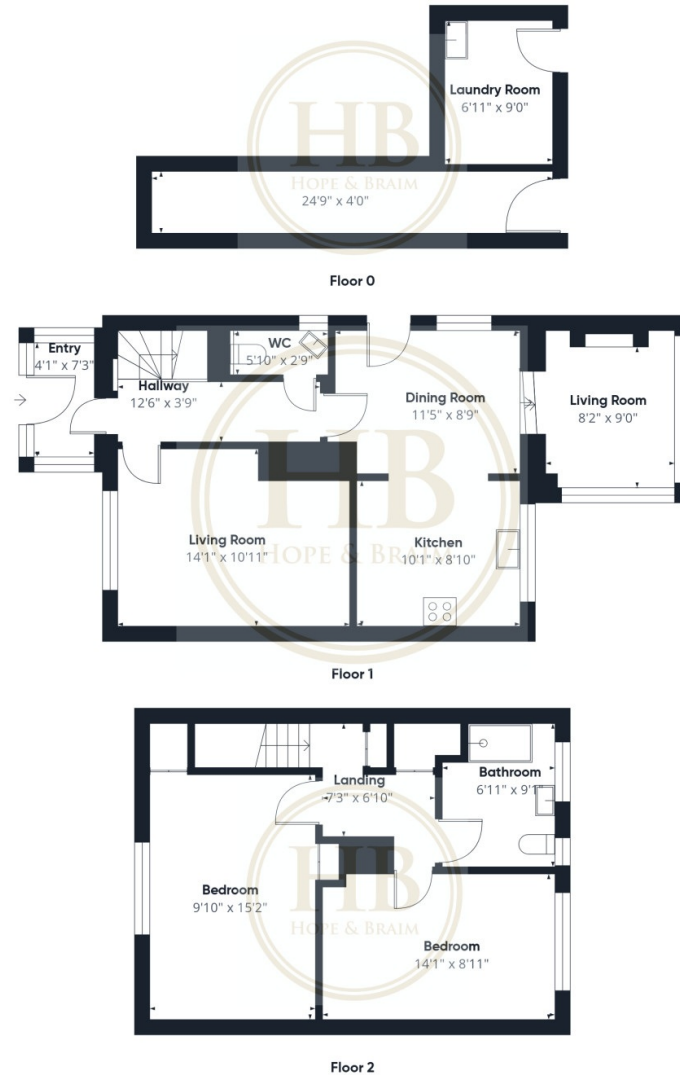 Laundry Room
6'11" x 9'0"
HB
HOPE & BRAIM
24'9" x 4'0"
Floor 0
Entry
4'1" x 7'3"
WC
5'10" x 2'9"
Hallway
12'6" x 3'9"
Dining Room
11'5" x 8'9"
Living Room
8'2" x 9'0"
HB
Living Room
14'1" x 10'11"
Kitchen
10'1" x 8'10"
HOPE & BRAIM
Floor 1
Landing
7'3" x 6'10"
Bathroom
6'11" x 9'1"
Bedroom
9'10" x 15'2"
HB
HOPE & BRAIM
Bedroom
14'1" x 8'11"
Floor 2